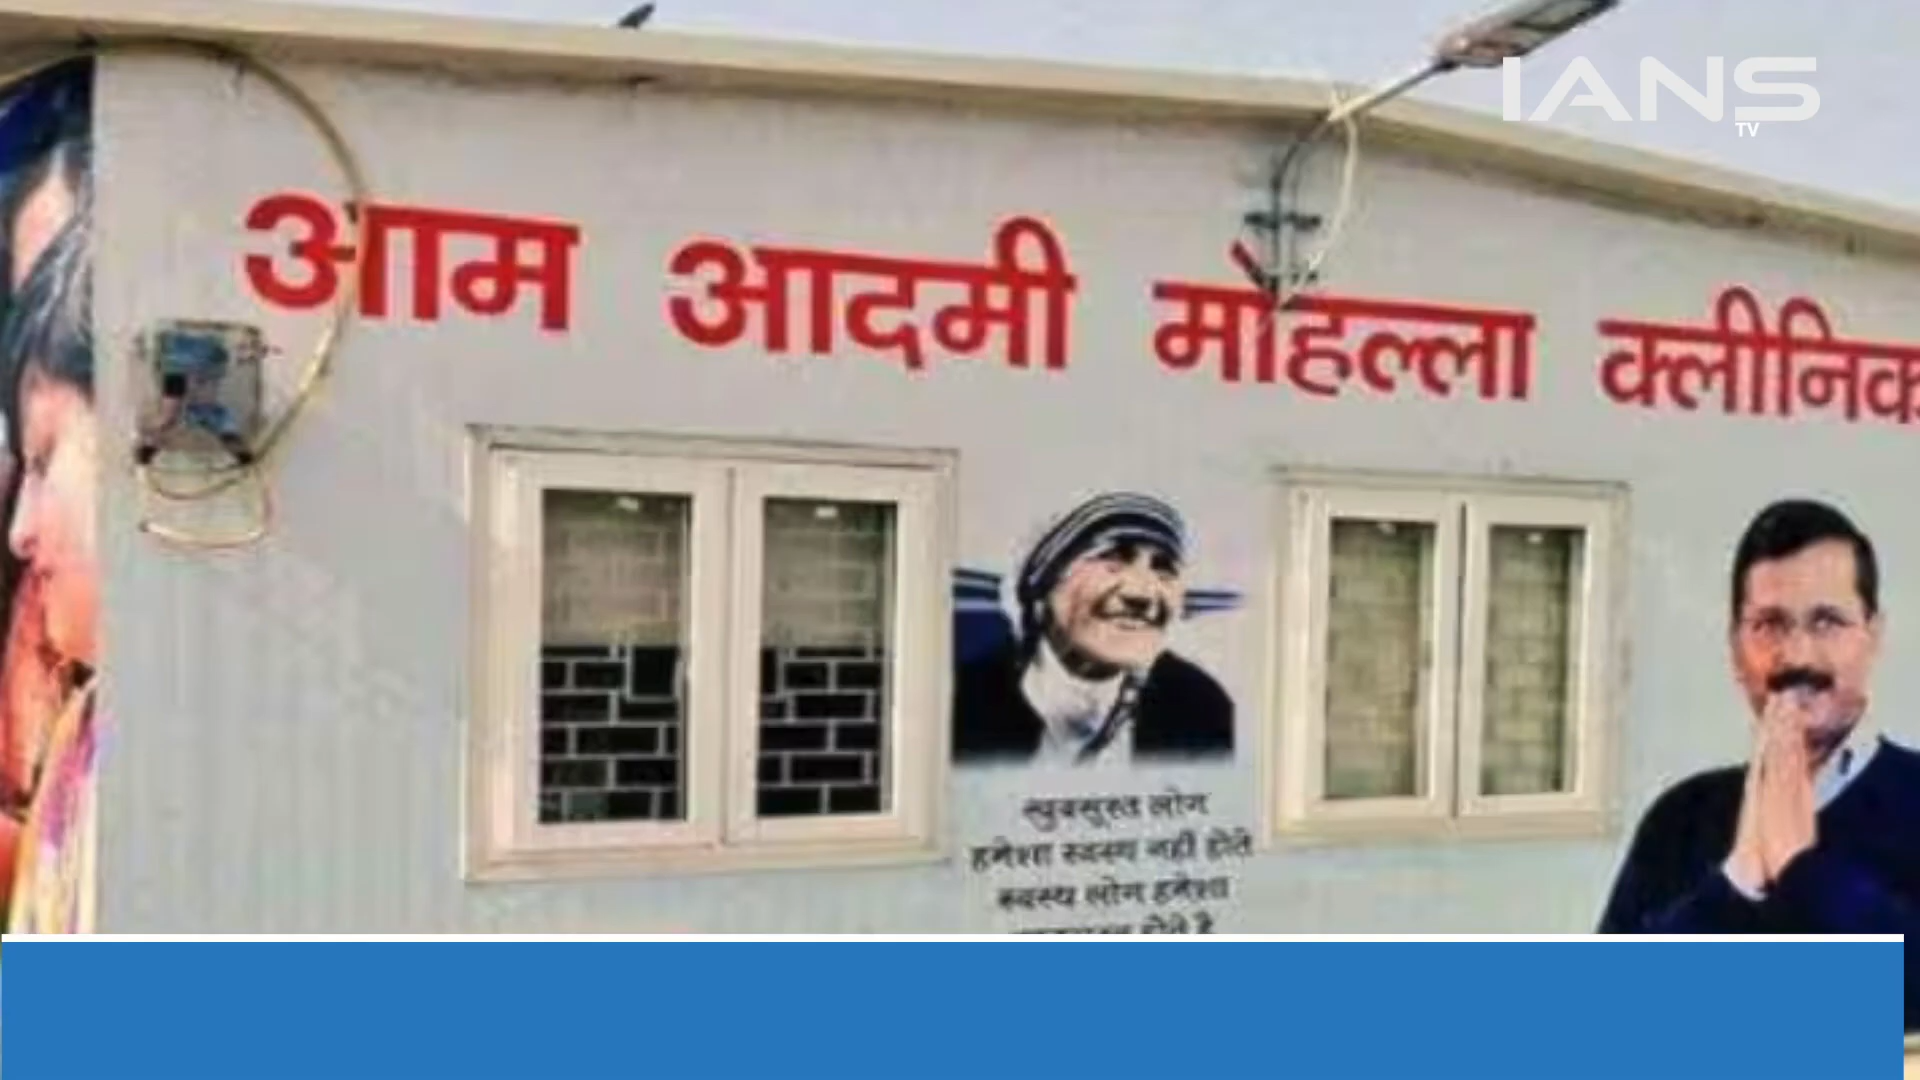 IANS
TV
आम आदमी मोहल्ला क्लीनिक
खुबसुरत लोग
हमेशा स्वस्थ नहीं होते
स्वस्थ लोग हमेशा
होते है